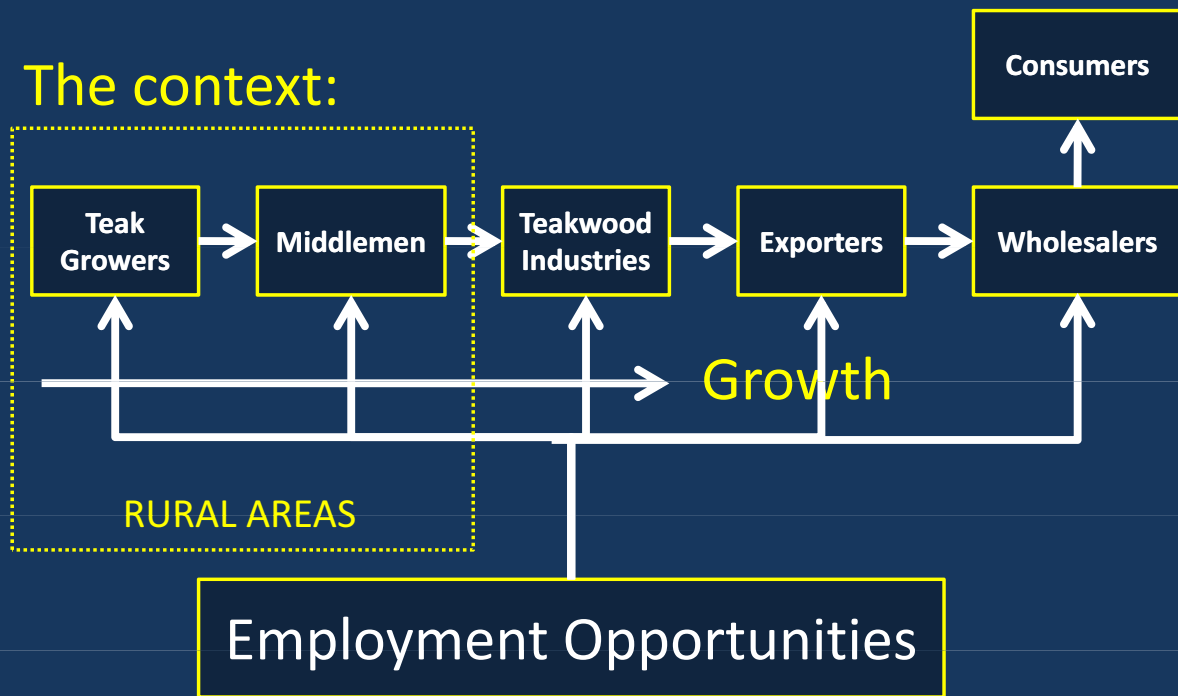 The context:
Consumers
Teak
Growers
Middlemen
Teakwood
Industries
Exporters
Wholesalers
Growth
RURAL AREAS
Employment Opportunities